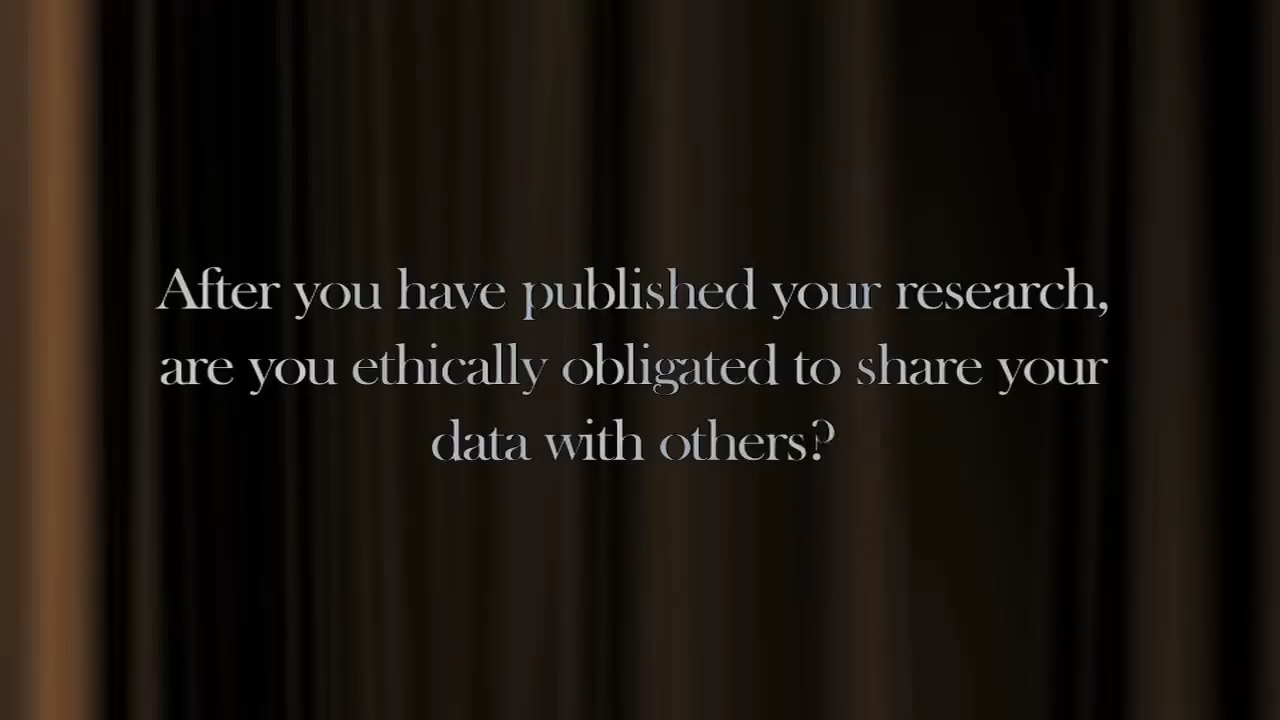 After you have published your research,
are you ethically obligated to share your
data with others?